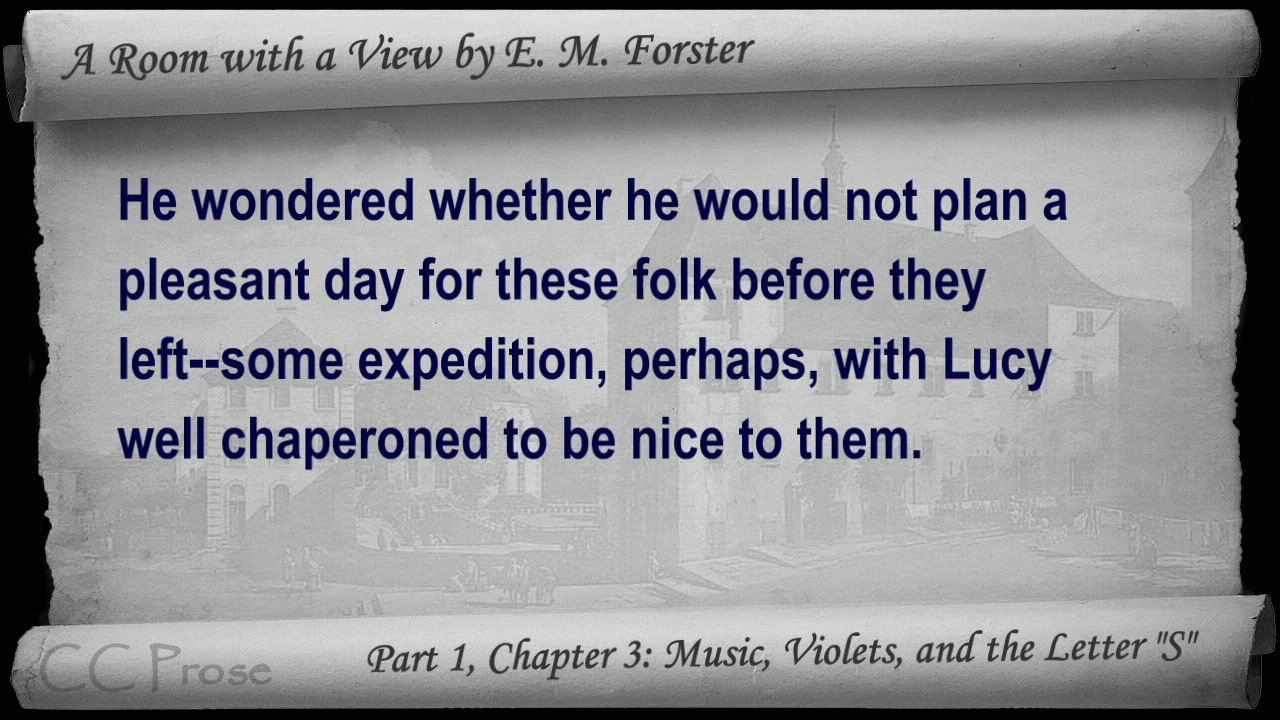 A Room with a View by E. M. Forster
He wondered whether he would not plan a
pleasant day for these folk before they
left--some expedition, perhaps, with Lucy
well chaperoned to be nice to them.
CC Prose
Part 1, Chapter 3: Music, Violets, and the Letter "S"